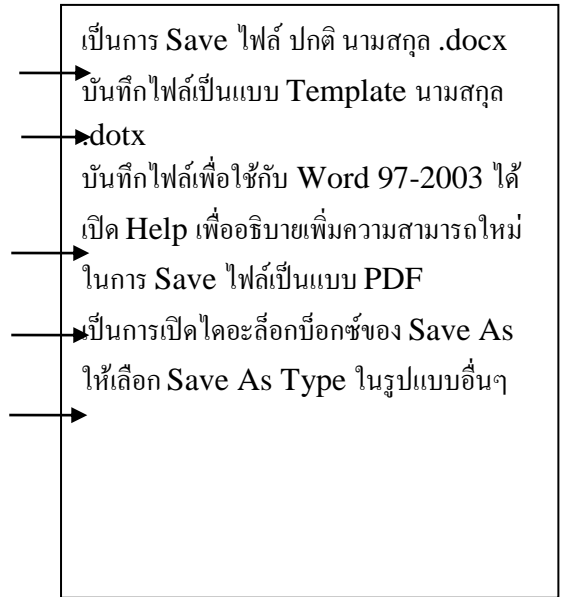 เป็นการ Save ไฟล์ ปกติ นามสกุล .docx
บันทึกไฟล์เป็นแบบ Template นามสกุล
.dotx
บันทึกไฟล์เพื่อใช้กับ Word 97-2003 ได้
เปิด Help เพื่ออธิบายเพิ่มความสามารถใหม่
ในการ Save ไฟล์เป็นแบบ PDF
เป็นการเปิดไดอะล็อกบ็อกซ์ของ Save As
ให้เลือก Save As Type ในรูปแบบอื่นๆ